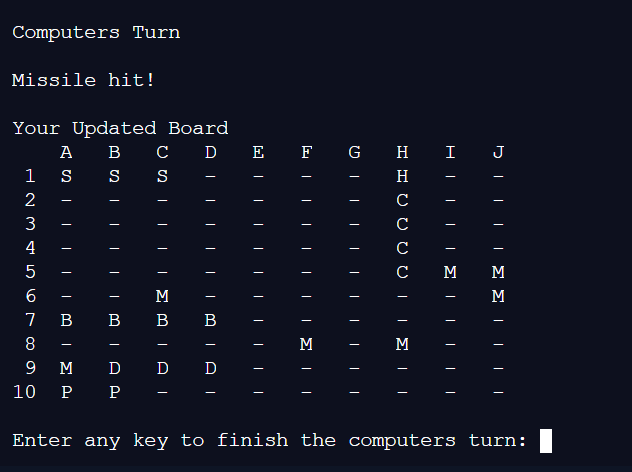 Computers Turn
Missile hit!
Your Updated Board
A B C D E F G H I J
1 S S S – – – – H – –
2 – – – – – – – C – –
3 – – – – – – – C – –
4 – – – – – – – C – –
5 – – – – – – – C M M
6 – – M – – – – – – M
7 B B B B – – – – – –
8 – – – – – M – M – –
9 M D D D – – – – – –
10 P P – – – – – – – –
Enter any key to finish the computers turn: